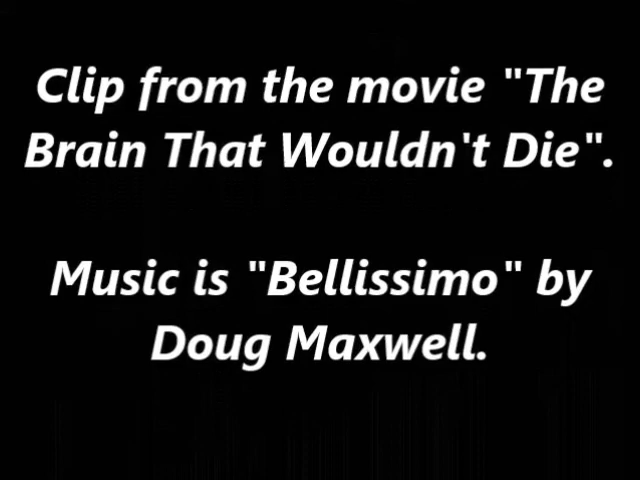 Clip from the movie "The
Brain That Wouldn't Die".
Music is "Bellissimo" by
Doug Maxwell.